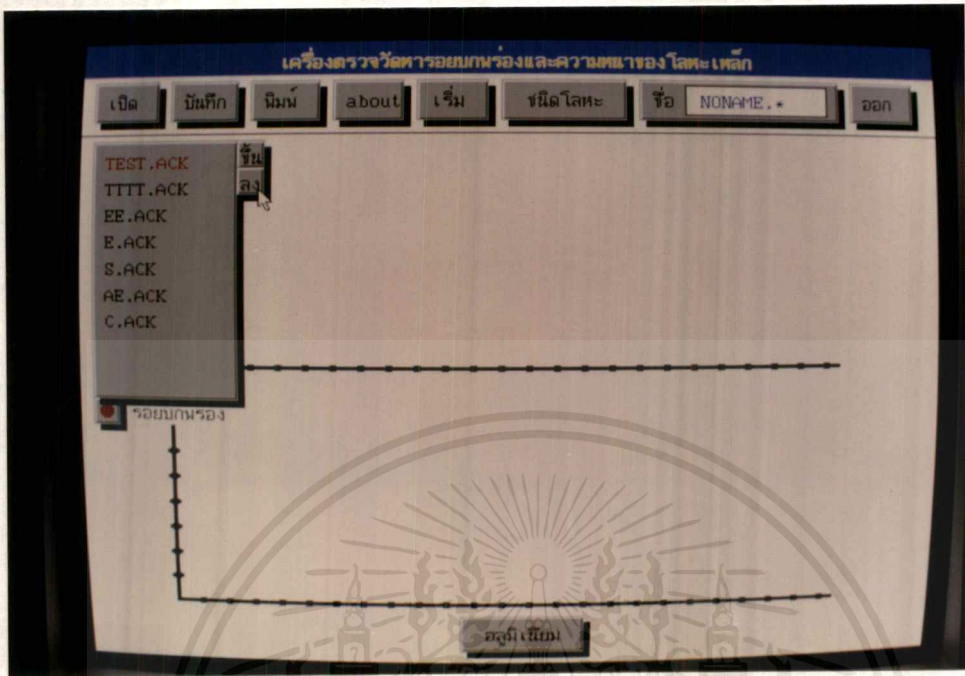 เครื่องตรวจวัดหารอยบกพร่องและความหนาของโลหะเหล็ก
เปิด บันทึก พิมพ์ about เริ่ม ชนิดโลหะ ชื่อ NONAME.* ออก
TEST.ACK ขึ้น
TTTT.ACK ลง
EE.ACK
E.ACK
S.ACK
AE.ACK
C.ACK
รอยบกพร่อง
อลูมิเนียม